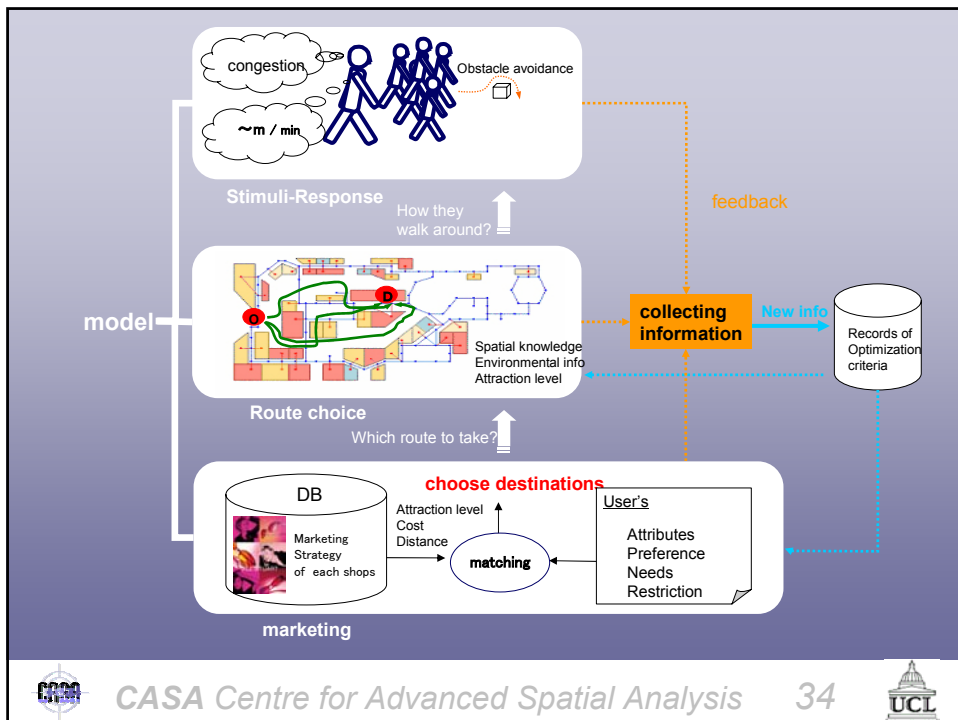 congestion
Obstacle avoidance
~m / min
Stimuli-Response
How they
walk around?
feedback
model
O
D
Spatial knowledge
Environmental info
Attraction level
collecting
information
New info
Records of
Optimization
criteria
Route choice
Which route to take?
DB
Marketing
Strategy
of each shops
choose destinations
Attraction level
Cost
Distance
matching
User's
Attributes
Preference
Needs
Restriction
marketing
CASA
CASA Centre for Advanced Spatial Analysis
34
UCL